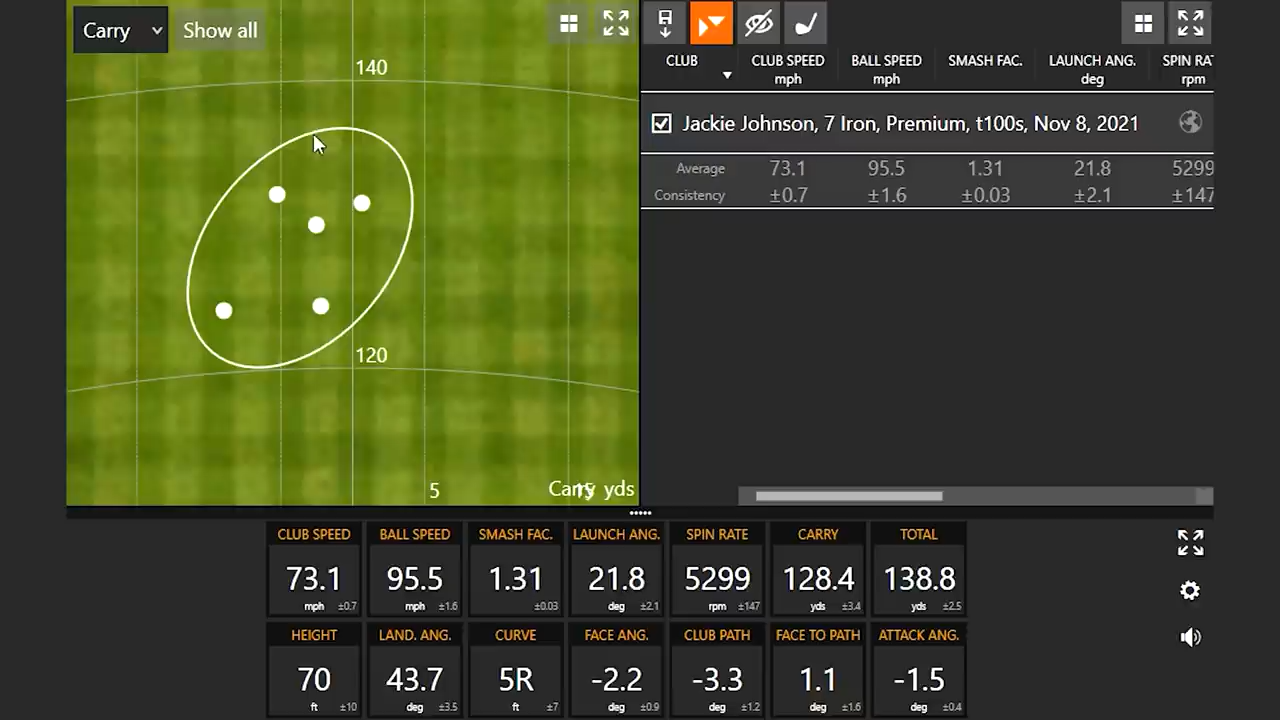 Carry
Show all
140
120
5
Carry yds
CLUB
CLUB SPEED
mph
BALL SPEED
mph
SMASH FAC.
LAUNCH ANG.
deg
SPIN RAT
rpm
Jackie Johnson, 7 Iron, Premium, t100s, Nov 8, 2021
Average 73.1 95.5 1.31 21.8 5299
Consistency ±0.7 ±1.6 ±0.03 ±2.1 ±147
CLUB SPEED BALL SPEED SMASH FAC. LAUNCH ANG. SPIN RATE CARRY TOTAL
73.1 95.5 1.31 21.8 5299 128.4 138.8
mph ±0.7 mph ±1.6 ±0.03 deg ±2.1 rpm ±147 yds ±3.4 yds ±2.5
HEIGHT LAND. ANG. CURVE FACE ANG. CLUB PATH FACE TO PATH ATTACK ANG.
70 43.7 5R -2.2 -3.3 1.1 -1.5
ft ±10 deg ±3.5 ft ±7 deg ±0.9 deg ±1.2 deg ±1.6 deg ±0.4